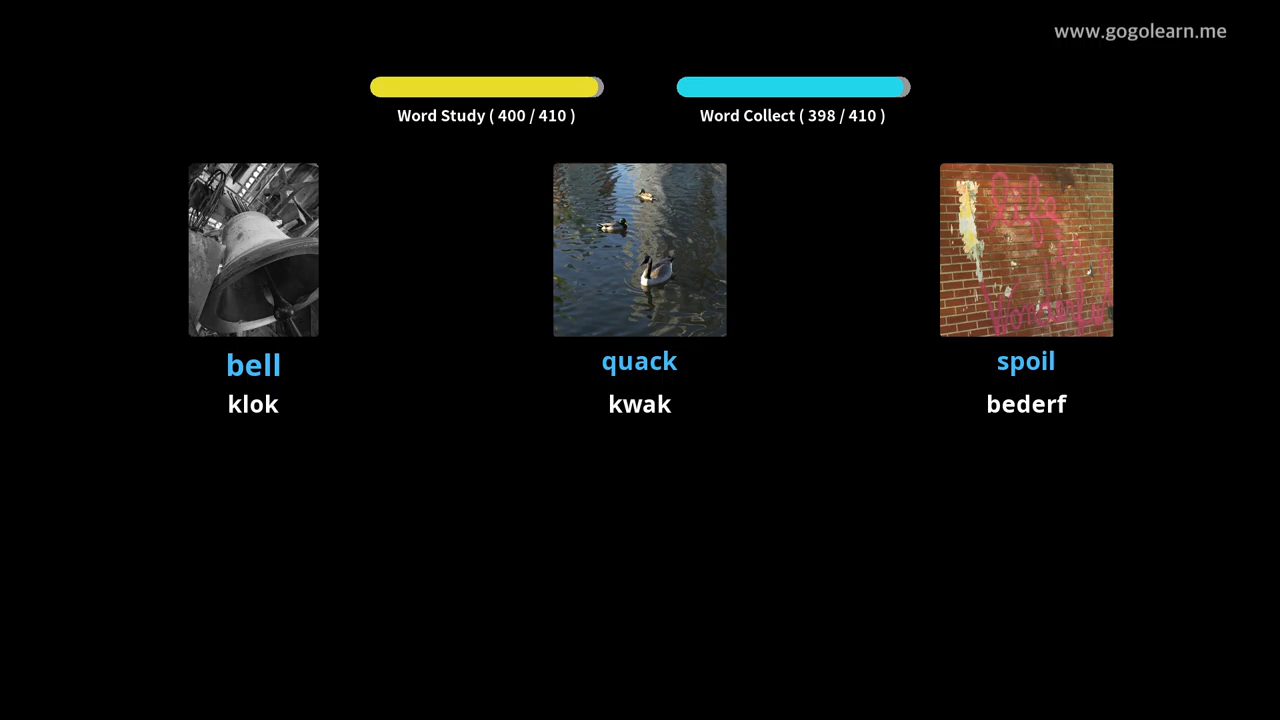 www.gogolearn.me
Word Study ( 400 / 410 )
Word Collect ( 398 / 410 )
bell
quack
spoil
klok
kwak
bederf